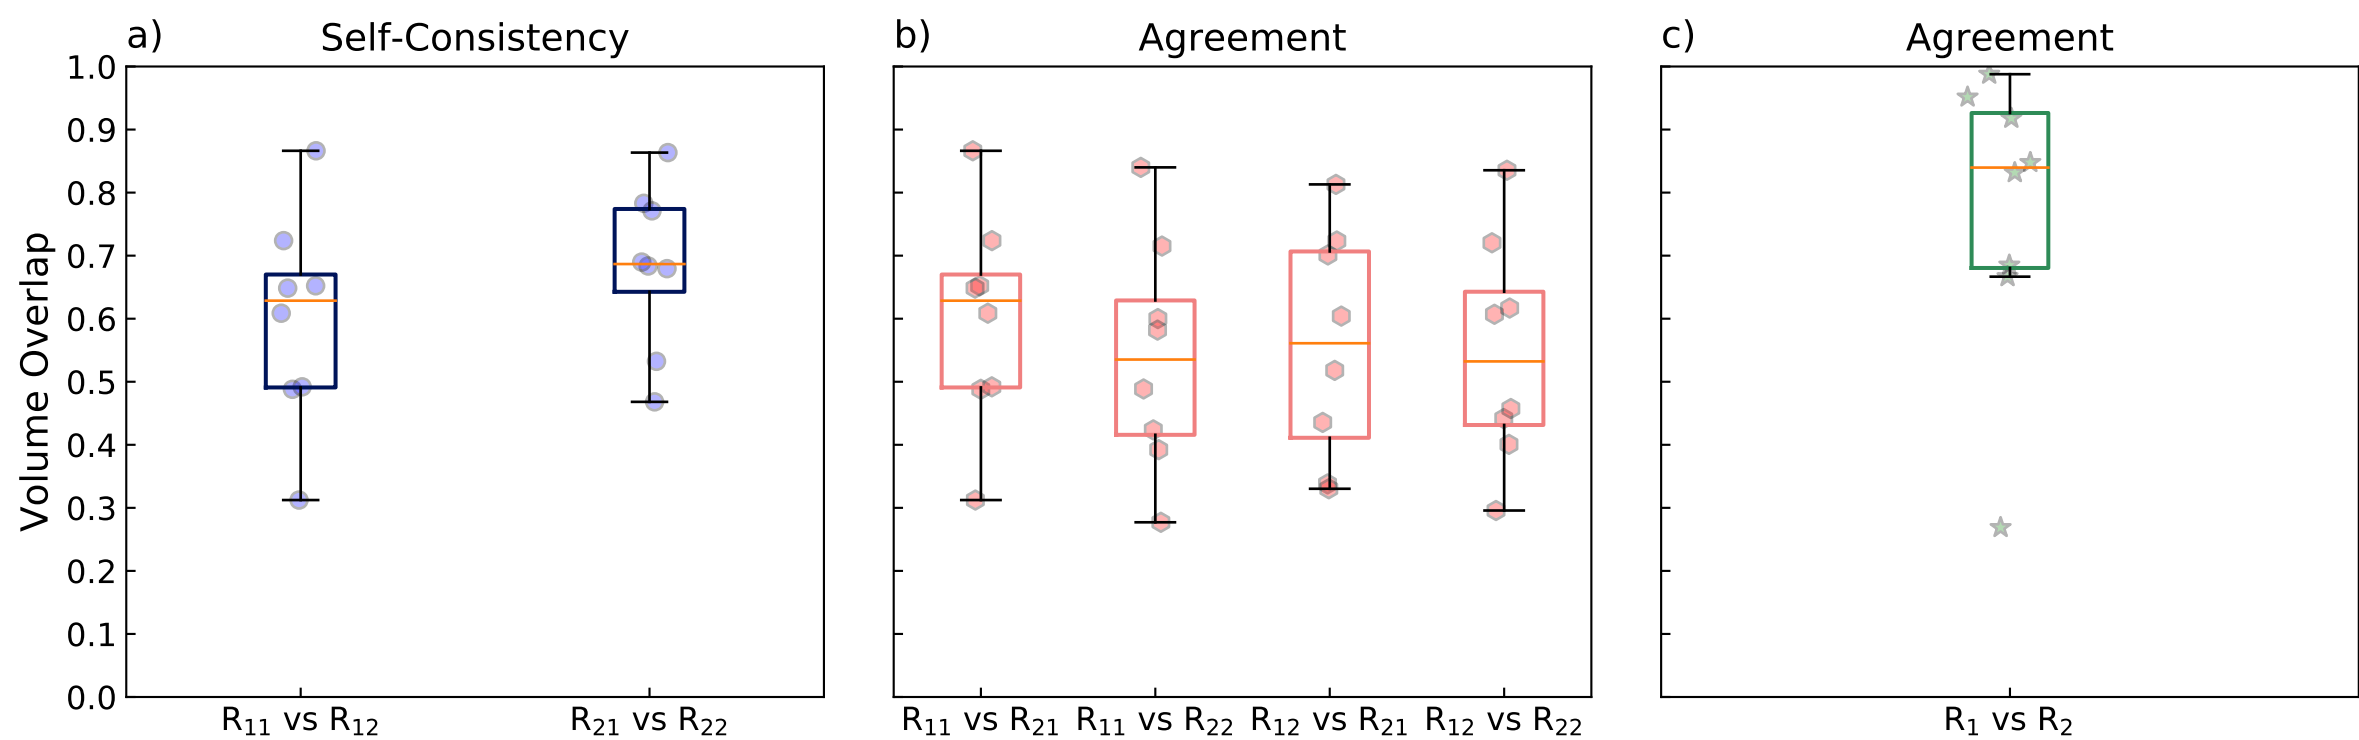 a) Self-Consistency
b) Agreement
c) Agreement
Volume Overlap
1.0
0.9
0.8
0.7
0.6
0.5
0.4
0.3
0.2
0.1
0.0
R₁₁ vs R₁₂
R₂₁ vs R₂₂
R₁₁ vs R₂₁
R₁₁ vs R₂₂
R₁₂ vs R₂₁
R₁₂ vs R₂₂
R₁ vs R₂